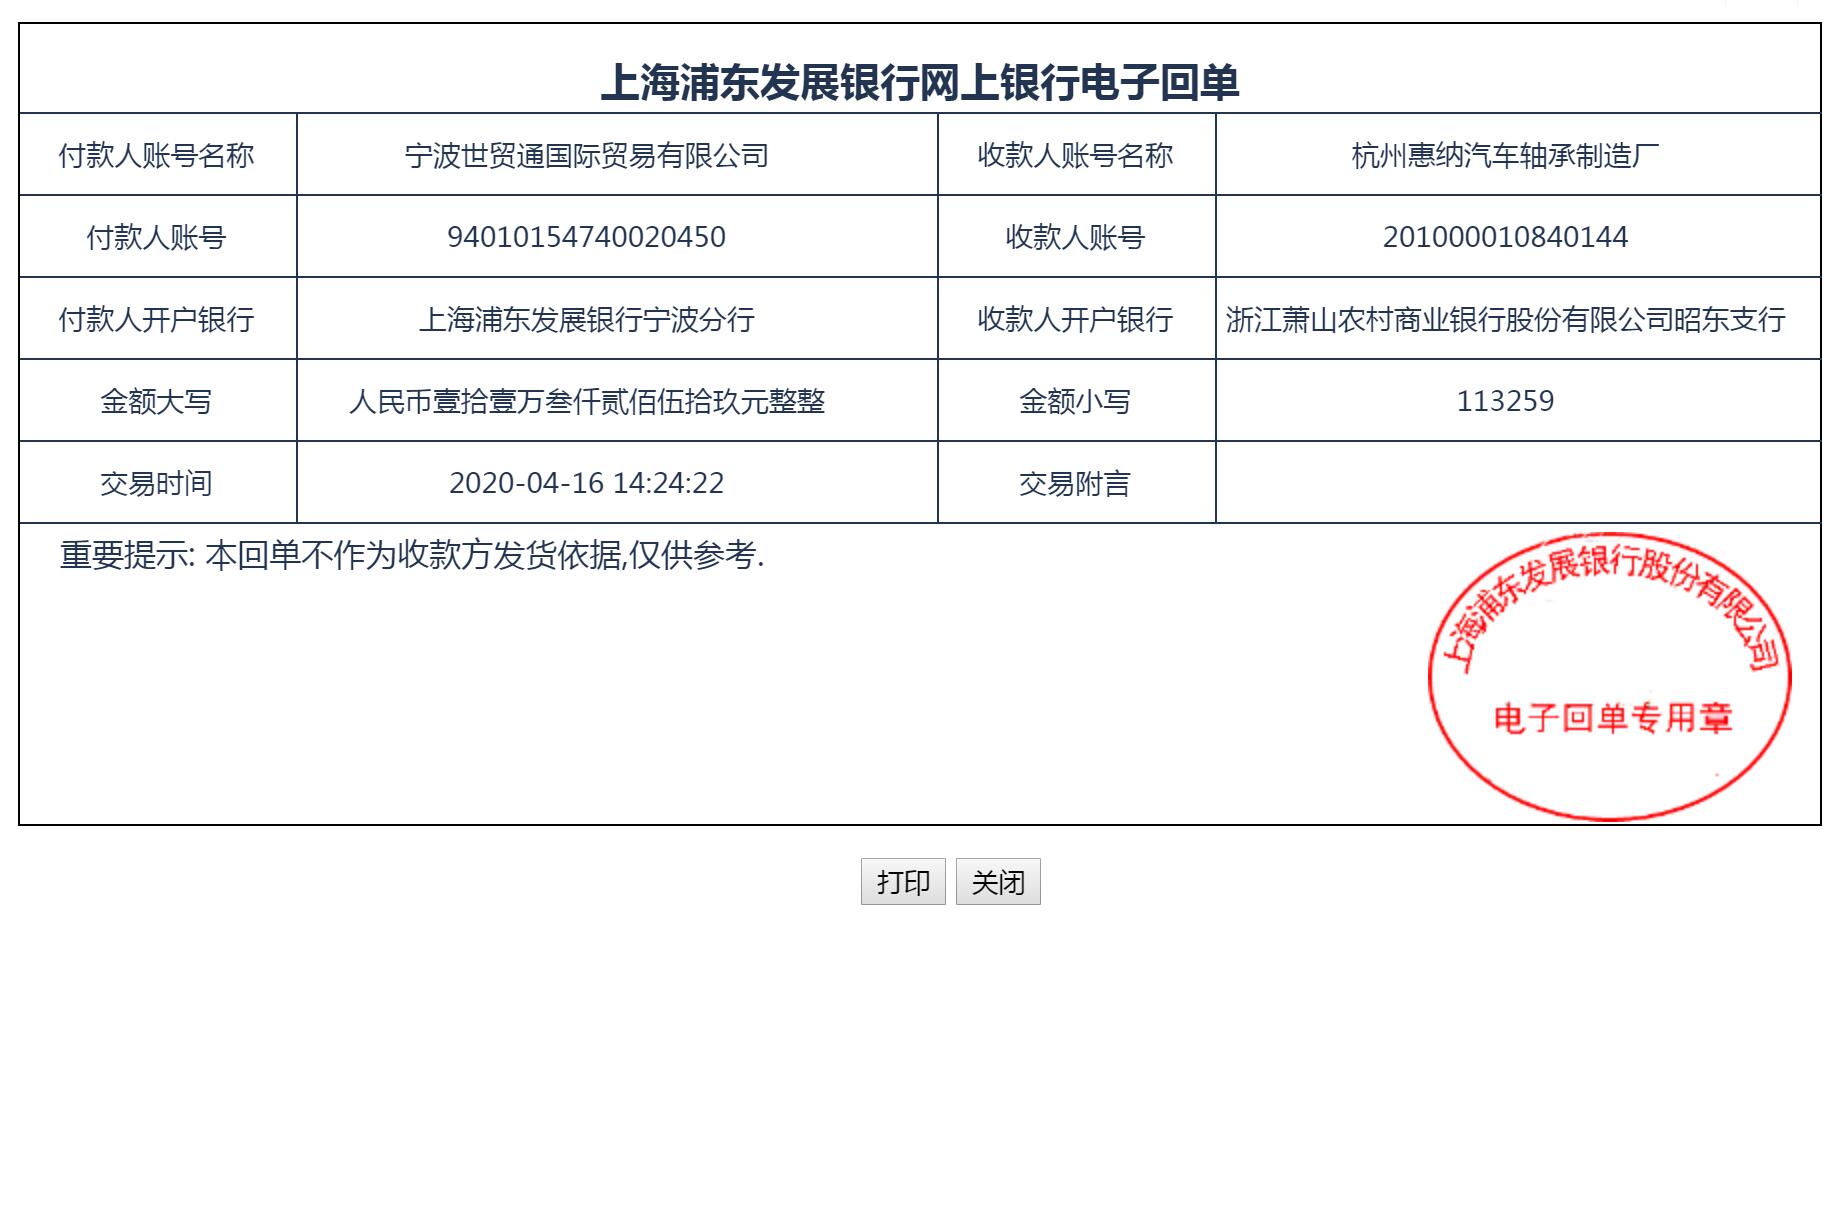 上海浦东发展银行网上银行电子回单
付款人账号名称 宁波世贸通国际贸易有限公司 收款人账号名称 杭州惠纳汽车轴承制造厂
付款人账号 94010154740020450 收款人账号 201000010840144
付款人开户银行 上海浦东发展银行宁波分行 收款人开户银行 浙江萧山农村商业银行股份有限公司昭东支行
金额大写 人民币壹拾壹万叁仟贰佰伍拾玖元整整 金额小写 113259
交易时间 2020-04-16 14:24:22 交易附言
重要提示: 本回单不作为收款方发货依据,仅供参考.
上海浦东发展银行股份有限公司
电子回单专用章
打印 关闭